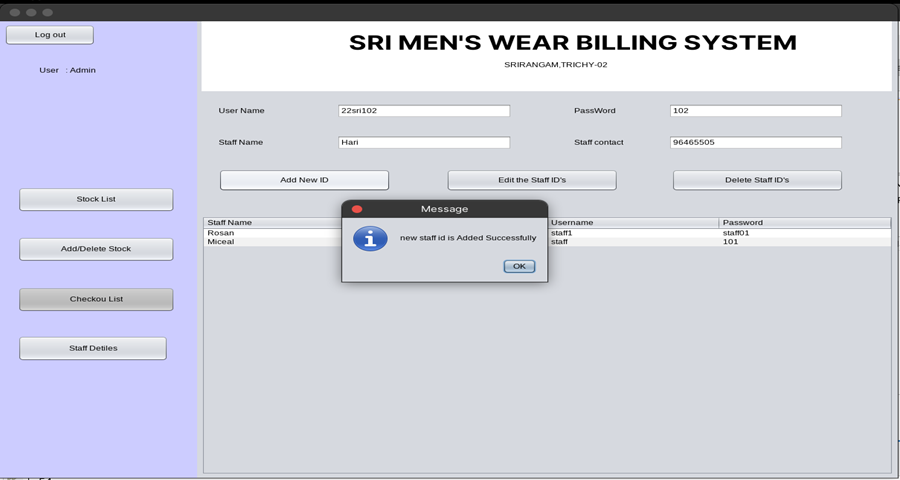 Log out
User : Admin
SRI MEN'S WEAR BILLING SYSTEM
SRIRANGAM,TRICHY-02
User Name 22sri102 PassWord 102
Staff Name Hari Staff contact 96465505
Add New ID Edit the Staff ID's Delete Staff ID's
Stock List
Add/Delete Stock
Checkou List
Staff Detiles
Message
new staff id is Added Successfully
OK
Staff Name Username Password
Rosan staff1 staff01
Miceal staff 101